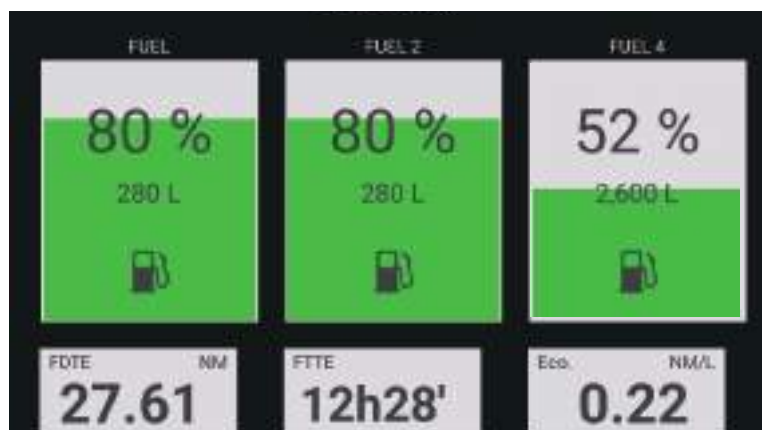 FUEL
FUEL 2
FUEL 4
80 %
80 %
52 %
280 L
280 L
2,600 L
FDTE NM
FTTE
Eco. NM/L
27.61
12h28'
0.22